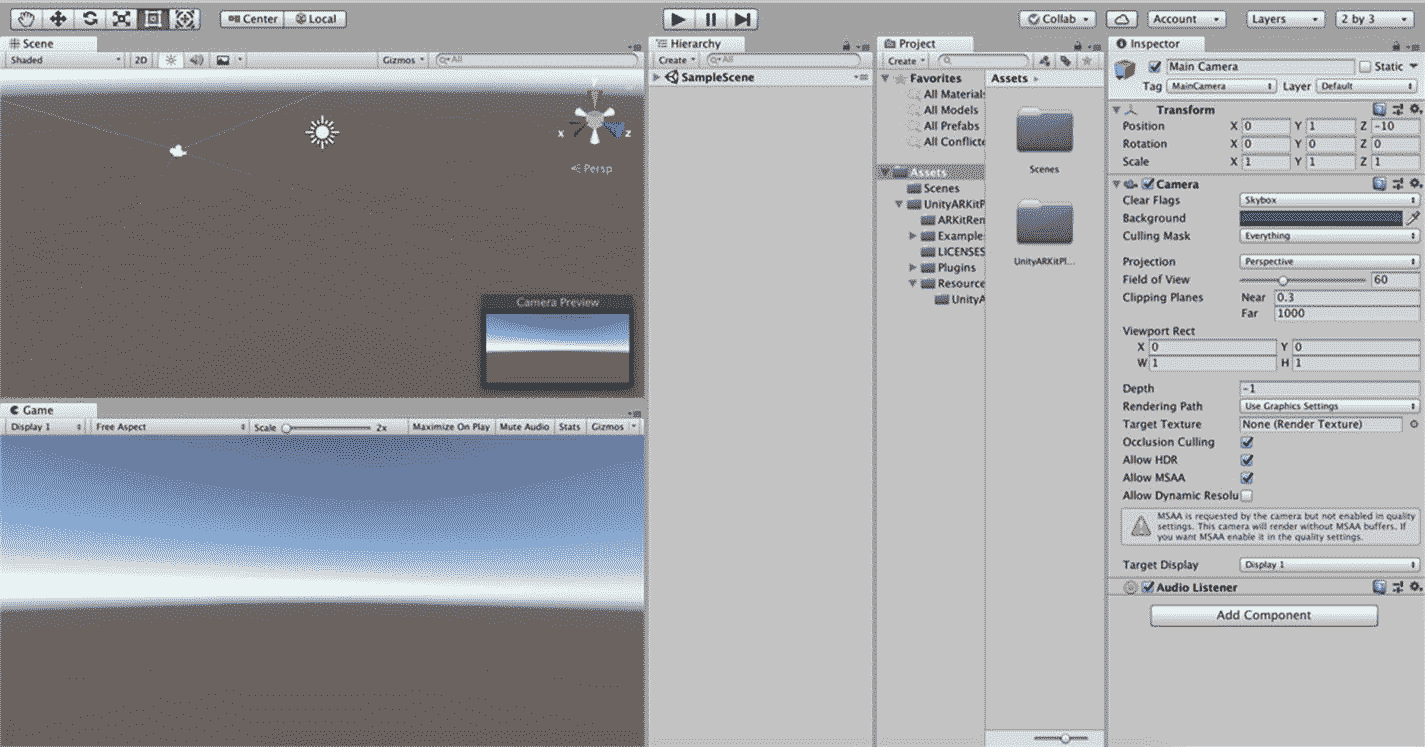 Center Local Collab Account Layers 2 by 3
Scene
Shaded 2D Gizmos All
y
x z
Persp
Camera Preview
Game
Display 1 Free Aspect Scale 2x Maximize On Play Mute Audio Stats Gizmos
Hierarchy
Create All
SampleScene
Project
Create
Favorites
All Materials
All Models
All Prefabs
All Conflicte
Assets
Scenes
UnityARKitP
ARKitRen
Example
LICENSES
Plugins
Resource
UnityA
Assets
Scenes
UnityARKitPl...
Inspector
Main Camera Static
Tag MainCamera Layer Default
Transform
Position X 0 Y 1 Z -10
Rotation X 0 Y 0 Z 0
Scale X 1 Y 1 Z 1
Camera
Clear Flags Skybox
Background
Culling Mask Everything
Projection Perspective
Field of View 60
Clipping Planes Near 0.3
Far 1000
Viewport Rect
X 0 Y 0
W 1 H 1
Depth -1
Rendering Path Use Graphics Settings
Target Texture None (Render Texture)
Occlusion Culling
Allow HDR
Allow MSAA
Allow Dynamic Resolu
MSAA is requested by the camera but not enabled in quality
settings. This camera will render without MSAA buffers. If
you want MSAA enable it in the quality settings.
Target Display Display 1
Audio Listener
Add Component